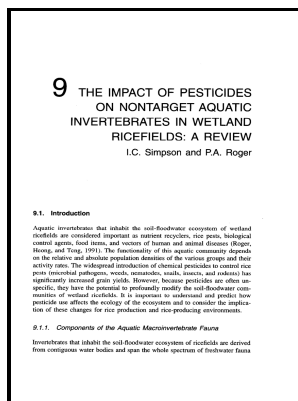 9 THE IMPACT OF PESTICIDES
ON NONTARGET AQUATIC
INVERTEBRATES IN WETLAND
RICEFIELDS: A REVIEW
I.C. Simpson and P.A. Roger
9.1. Introduction
Aquatic invertebrates that inhabit the soil-floodwater ecosystem of wetland
ricefields are considered important as nutrient recyclers, rice pests, biological
control agents, food items, and vectors of human and animal diseases (Roger,
Heong, and Teng, 1991). The functionality of this aquatic community depends
on the relative and absolute population densities of the various groups and their
activity rates. The widespread introduction of chemical pesticides to control rice
pests (microbial pathogens, weeds, nematodes, snails, insects, and rodents) has
significantly increased grain yields. However, because pesticides are often un-
specific, they have the potential to profoundly modify the soil-floodwater com-
munities of wetland ricefields. It is important to understand and predict how
pesticide use affects the ecology of the ecosystem and to consider the implica-
tion of these changes for rice production and rice-producing environments.
9.1.1. Components of the Aquatic Macroinvertebrate Fauna
Invertebrates that inhabit the soil-floodwater ecosystem of ricefields are derived
from contiguous water bodies and span the whole spectrum of freshwater fauna